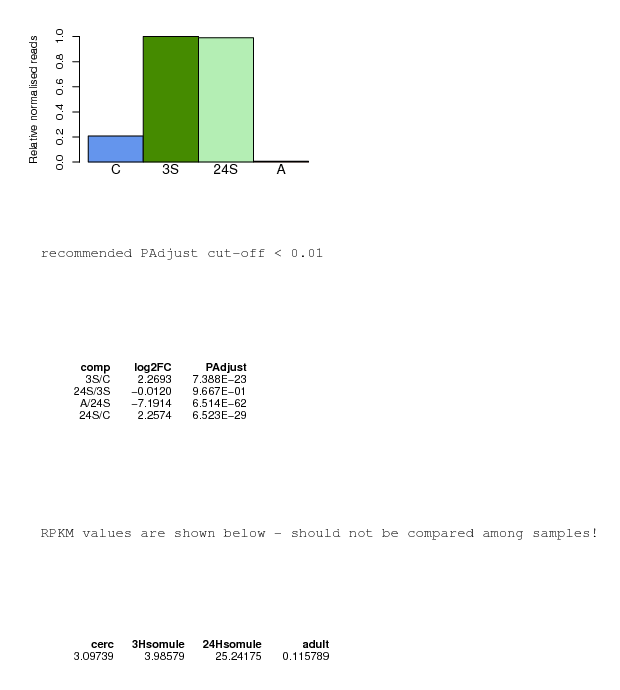 Relative normalised reads
1.0
0.8
0.6
0.4
0.2
0.0
C 3S 24S A
recommended PAdjust cut-off < 0.01
comp log2FC PAdjust
3S/C 2.2693 7.388E−23
24S/3S −0.0120 9.667E−01
A/24S −7.1914 6.514E−62
24S/C 2.2574 6.523E−29
RPKM values are shown below - should not be compared among samples!
cerc 3Hsomule 24Hsomule adult
3.09739 3.98579 25.24175 0.115789